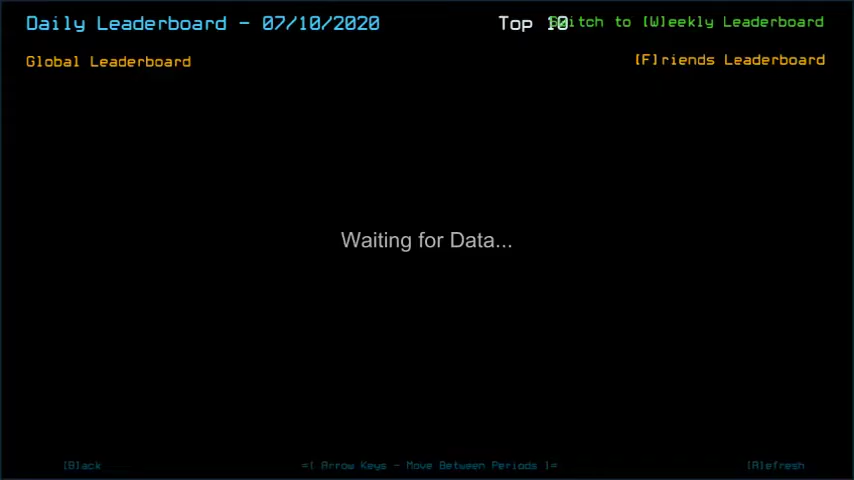 Daily Leaderboard - 07/10/2020
Top 10
Switch to [W]eekly Leaderboard
Global Leaderboard
[F]riends Leaderboard
Waiting for Data...
[B]ack
=[ Arrow Keys - Move Between Periods ]=
[R]efresh